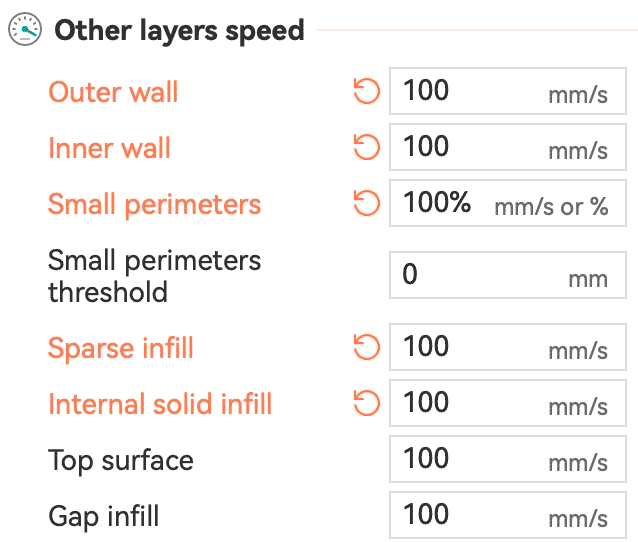 Other layers speed
Outer wall 100 mm/s
Inner wall 100 mm/s
Small perimeters 100% mm/s or %
Small perimeters
threshold 0 mm
Sparse infill 100 mm/s
Internal solid infill 100 mm/s
Top surface 100 mm/s
Gap infill 100 mm/s